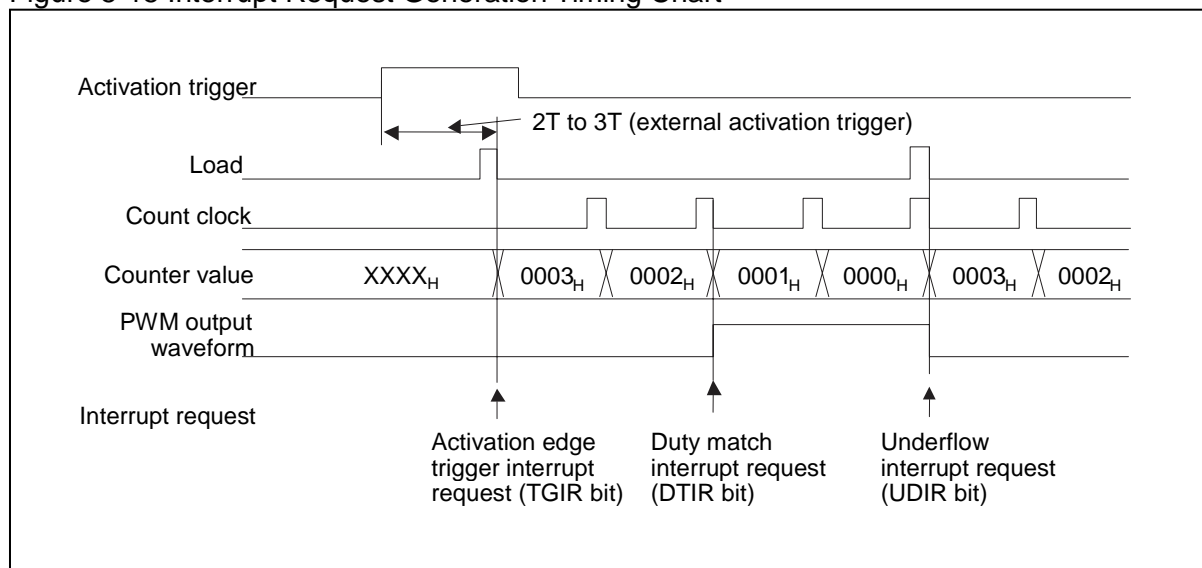 Figure Interrupt Request Generation Timing Chart
Activation trigger
2T to 3T (external activation trigger)
Load
Count clock
Counter value XXXXH 0003H 0002H 0001H 0000H 0003H 0002H
PWM output
waveform
Interrupt request
Activation edge
trigger interrupt
request (TGIR bit)
Duty match
interrupt request
(DTIR bit)
Underflow
interrupt request
(UDIR bit)